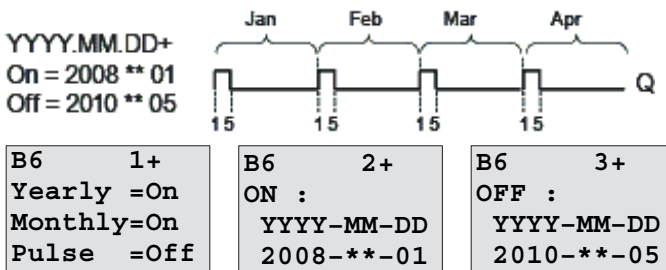 Jan Feb Mar Apr
YYYY.MM.DD+
On = 2008 ** 01
Off = 2010 ** 05
Q
1 5 1 5 1 5 1 5
B6 1+
Yearly =On
Monthly=On
Pulse =Off
B6 2+
ON :
YYYY-MM-DD
2008-**-01
B6 3+
OFF :
YYYY-MM-DD
2010-**-05